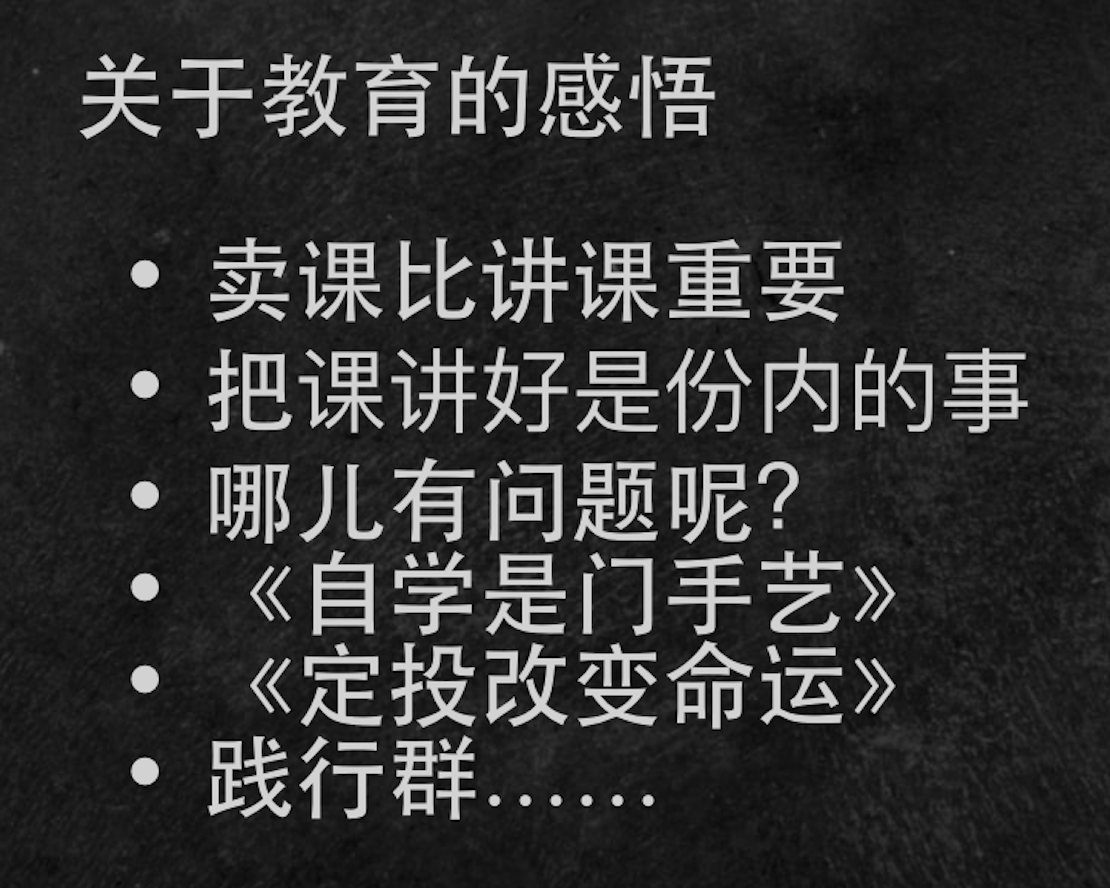 关于教育的感悟
• 卖课比讲课重要
• 把课讲好是份内的事
• 哪儿有问题呢?
• 《自学是门手艺》
• 《定投改变命运》
• 践行群......